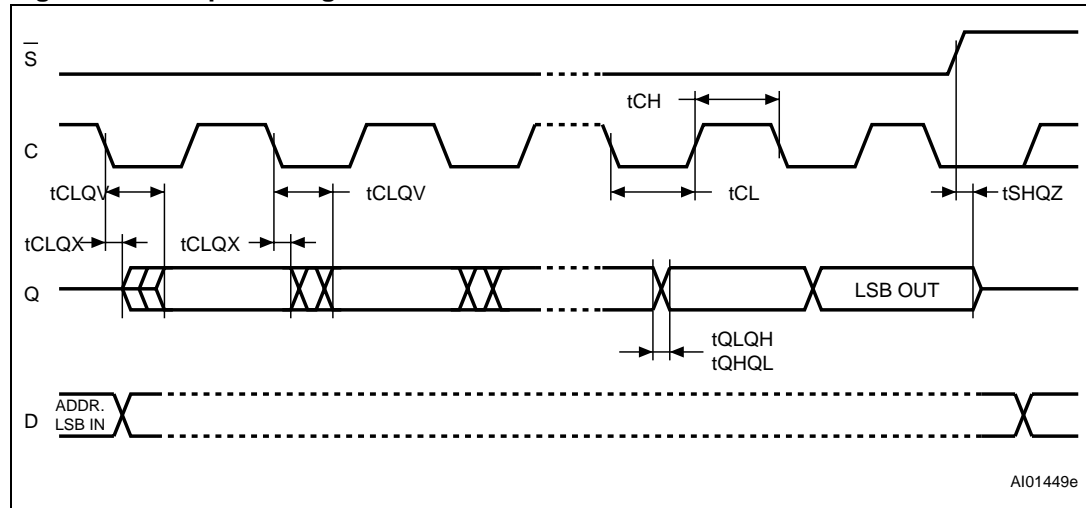 S
tCH
C
tCLQV
tCLQV
tCL
tSHQZ
tCLQX
tCLQX
Q
LSB OUT
tQLQH
tQHQL
D
ADDR.
LSB IN
AI01449e